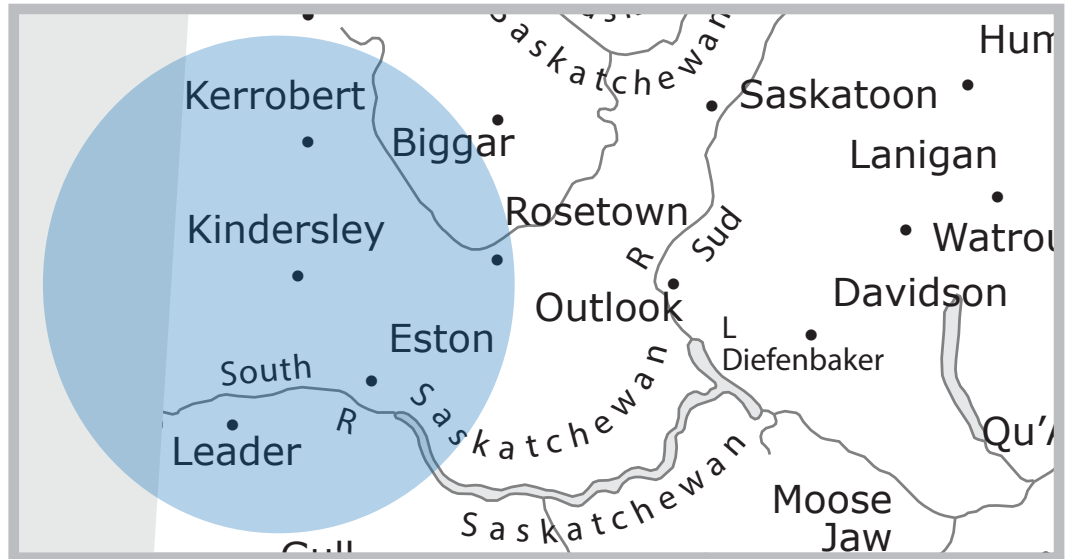 Saskatchewan
Hum
Kerrobert
Saskatoon
Biggar
Lanigan
Rosetown
Kindersley
R Sud
Watrou
Davidson
Outlook
Eston
L
Diefenbaker
South
R
Saskatchewan
Leader
Qu'A
Saskatchewan
Moose
Jaw